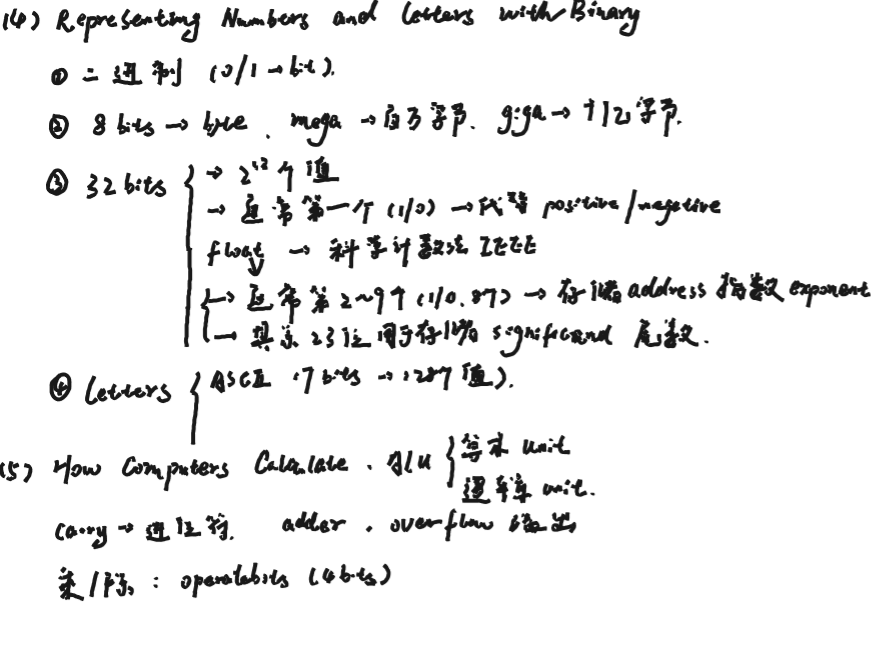 (4) Representing Numbers and Letters with Binary
① 二进制 (0/1→bit).
② 8 bits → byte. mega →百万字节. giga→ 十亿字节.
③ 32 bits { → 2³² 个值
→ 通常第一个 (1/0) →代替 positive/negative
float → 科学计数法 IEEE
→ 通常第2~9个 (1/0, 8个) → 存储 address 指数 exponent
→ 其余 23位用于存储 significand 尾数.
④ Letters { ASCII (7 bits → 128个值).
(5) How Computers Calculate. ALU { 算术 unit
逻辑 unit.
carry → 进位符. adder. overflow 溢出
乘/除: (4 bits)